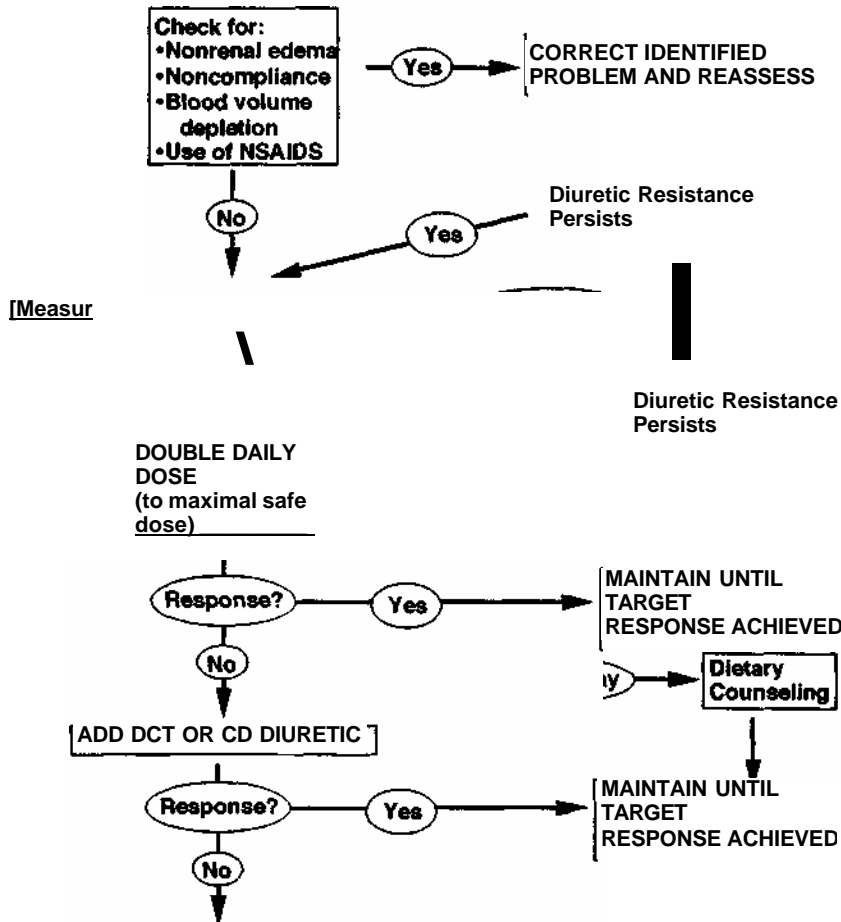 Check for:
•Nonrenal edema
•Noncompliance
•Blood volume
depletion
•Use of NSAIDS
Yes
CORRECT IDENTIFIED
PROBLEM AND REASSESS
No
Yes
Diuretic Resistance
Persists
[Measur
Diuretic Resistance
Persists
DOUBLE DAILY
DOSE
(to maximal safe
dose)
Response?
Yes
MAINTAIN UNTIL
TARGET
RESPONSE ACHIEVED
No
y
Dietary
Counseling
ADD DCT OR CD DIURETIC
Response?
Yes
MAINTAIN UNTIL
TARGET
RESPONSE ACHIEVED
No